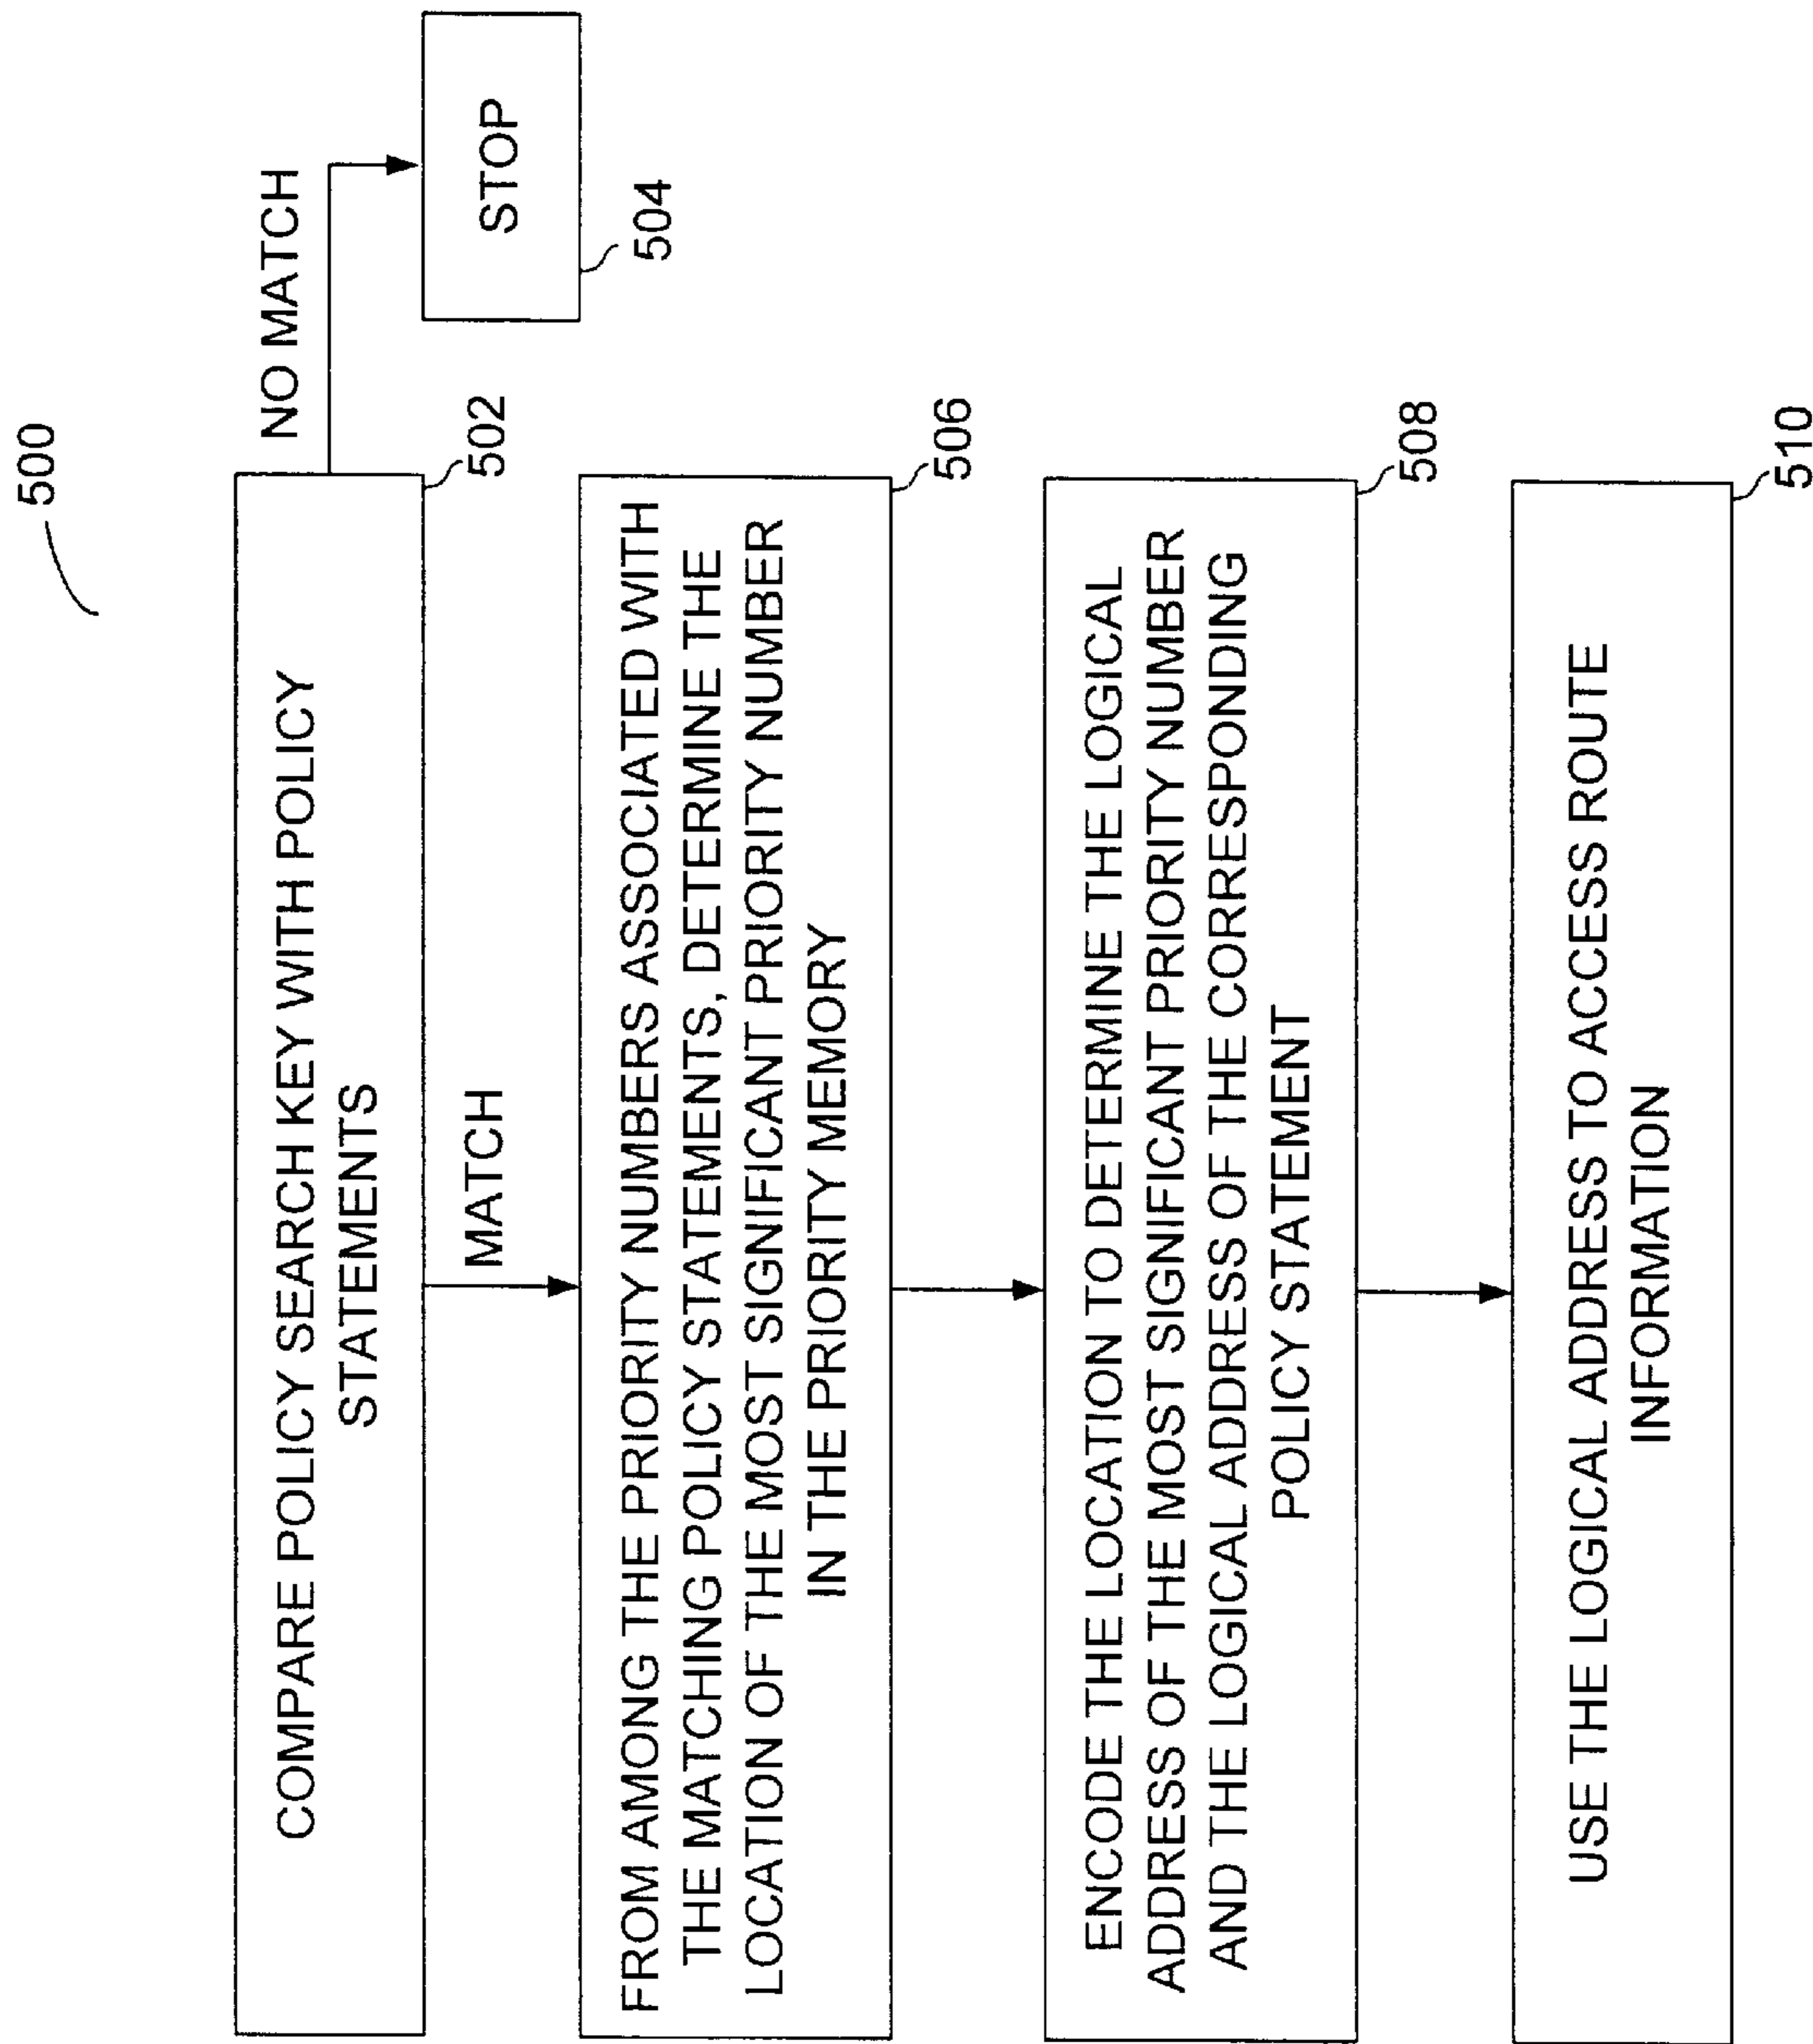 500
COMPARE POLICY SEARCH KEY WITH POLICY
STATEMENTS
502
NO MATCH
STOP
504
MATCH
FROM AMONG THE PRIORITY NUMBERS ASSOCIATED WITH
THE MATCHING POLICY STATEMENTS, DETERMINE THE
LOCATION OF THE MOST SIGNIFICANT PRIORITY NUMBER
IN THE PRIORITY MEMORY
506
ENCODE THE LOCATION TO DETERMINE THE LOGICAL
ADDRESS OF THE MOST SIGNIFICANT PRIORITY NUMBER
AND THE LOGICAL ADDRESS OF THE CORRESPONDING
POLICY STATEMENT
508
USE THE LOGICAL ADDRESS TO ACCESS ROUTE
INFORMATION
510